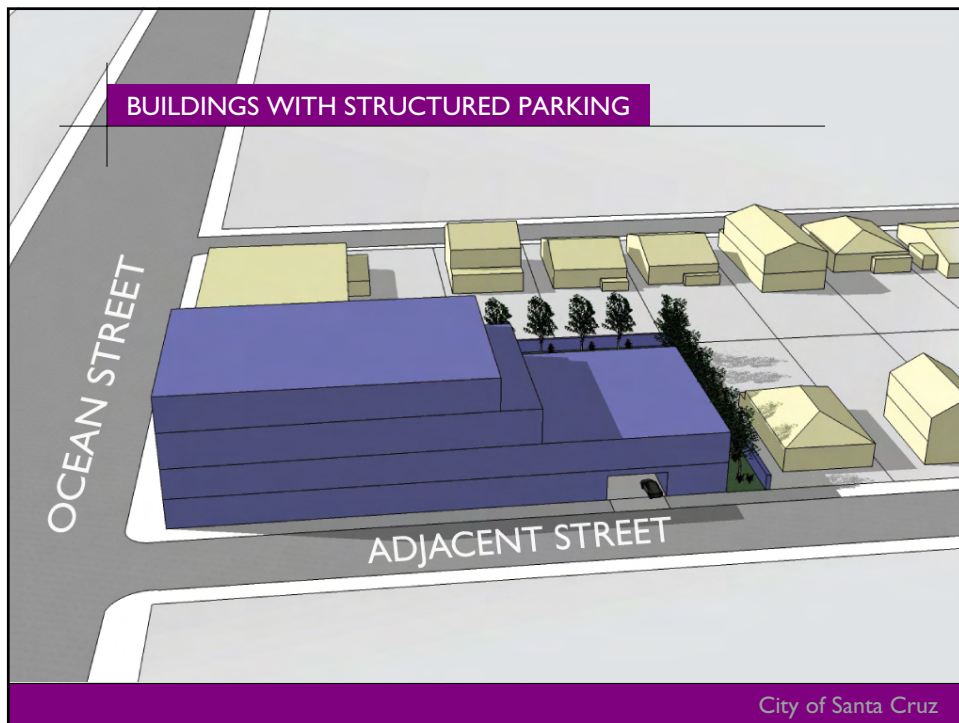 BUILDINGS WITH STRUCTURED PARKING
OCEAN STREET
ADJACENT STREET
City of Santa Cruz